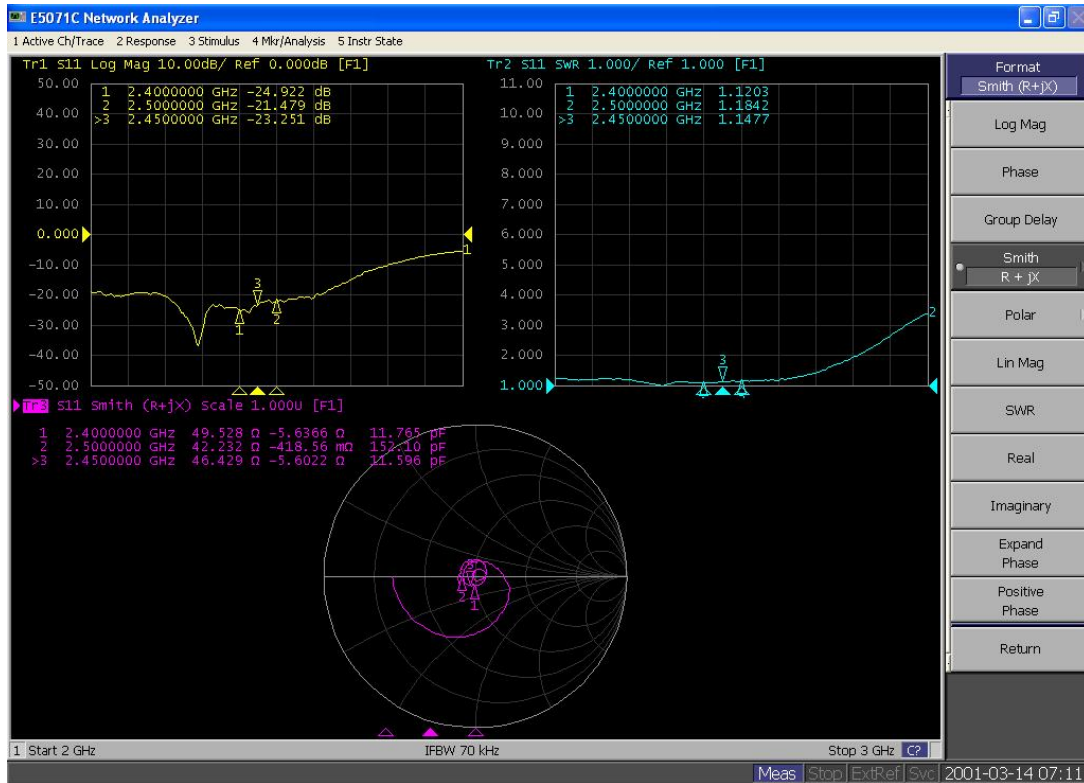 E5071C Network Analyzer
1 Active Ch/Trace 2 Response 3 Stimulus 4 Mkr/Analysis 5 Instr State
Tr1 S11 Log Mag 10.00dB/ Ref 0.000dB [F1]
50.00
40.00
30.00
20.00
10.00
0.000
-10.00
-20.00
-30.00
-40.00
-50.00
1 2.4000000 GHz -24.922 dB
2 2.5000000 GHz -21.479 dB
>3 2.4500000 GHz -23.251 dB
3
1
2
1
Tr2 S11 SWR 1.000/ Ref 1.000 [F1]
11.00
10.00
9.000
8.000
7.000
6.000
5.000
4.000
3.000
2.000
1.000
1 2.4000000 GHz 1.1203
2 2.5000000 GHz 1.1842
>3 2.4500000 GHz 1.1477
3
2
Tr3 S11 Smith (R+jX) Scale 1.000U [F1]
1 2.4000000 GHz 49.528 Ω -5.6366 Ω 11.765 pF
2 2.5000000 GHz 42.232 Ω -418.56 mΩ 152.10 pF
>3 2.4500000 GHz 46.429 Ω -5.6022 Ω 11.596 pF
2
1
1 Start 2 GHz
IFBW 70 kHz
Stop 3 GHz C?
Format
Smith (R+jX)
Log Mag
Phase
Group Delay
Smith
R + jX
Polar
Lin Mag
SWR
Real
Imaginary
Expand
Phase
Positive
Phase
Return
Meas Stop ExtRef Svc 2001-03-14 07:11